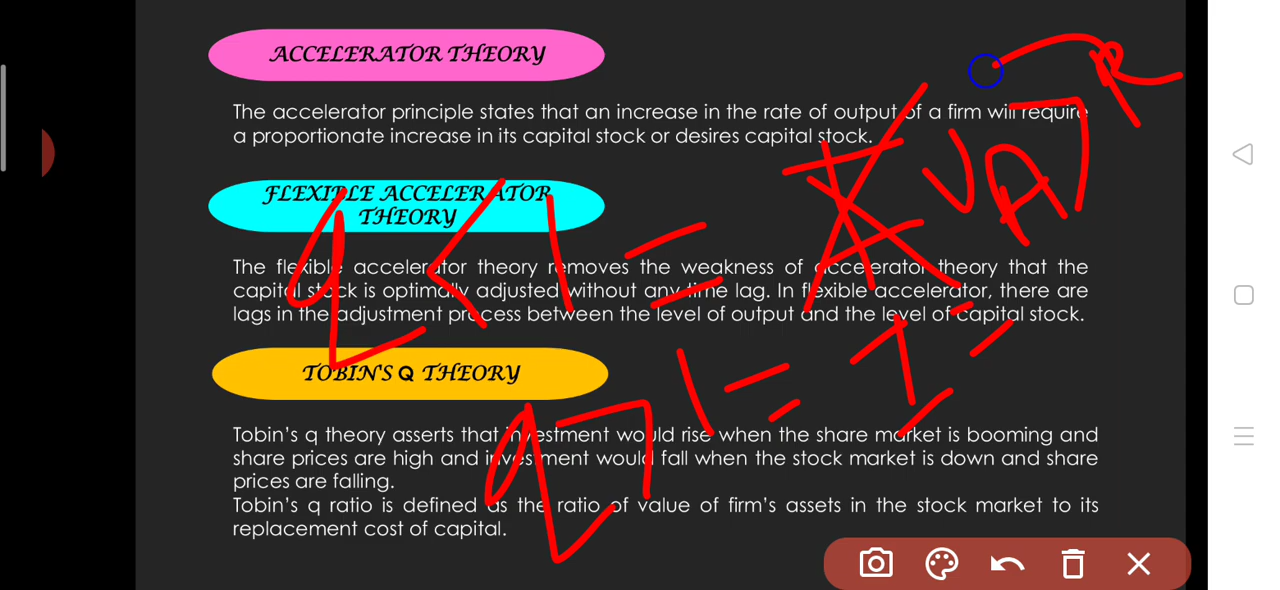 ACCELERATOR THEORY
The accelerator principle states that an increase in the rate of output of a firm will require
a proportionate increase in its capital stock or desires capital stock.
FLEXIBLE ACCELERATOR
THEORY
The flexible accelerator theory removes the weakness of accelerator theory that the
capital stock is optimally adjusted without any time lag. In flexible accelerator, there are
lags in the adjustment process between the level of output and the level of capital stock.
TOBIN'S Q THEORY
Tobin's q theory asserts that investment would rise when the share market is booming and
share prices are high and investment would fall when the stock market is down and share
prices are falling.
Tobin's q ratio is defined as the ratio of value of firm's assets in the stock market to its
replacement cost of capital.
q < 1 =
q > 1 = I